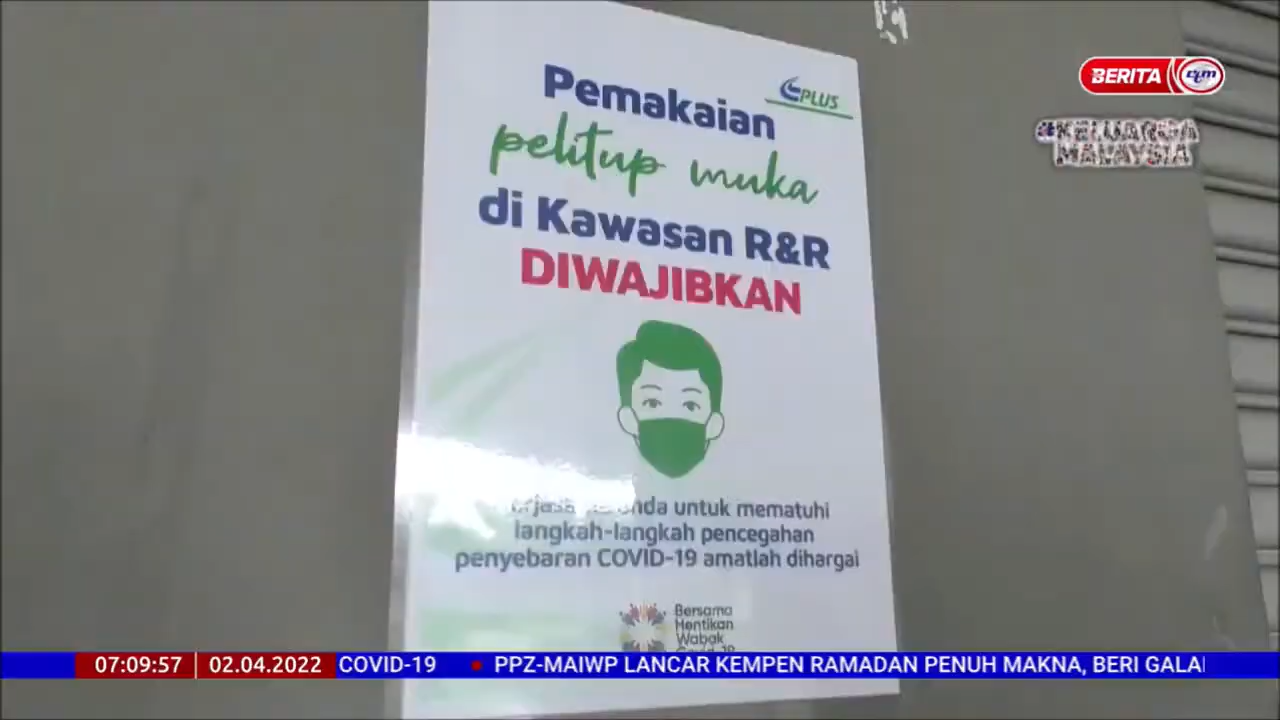 Pemakaian
PLUS
pelitup muka
di Kawasan R&R
DIWAJIBKAN
untuk mematuhi
langkah-langkah pencegahan
penyebaran COVID-19 amatlah dihargai
Bersama
Hentikan
Wabak
BERITA rtm
#KELUARGA
MALAYSIA
07:09:57 02.04.2022 COVID-19 • PPZ-MAIWP LANCAR KEMPEN RAMADAN PENUH MAKNA, BERI